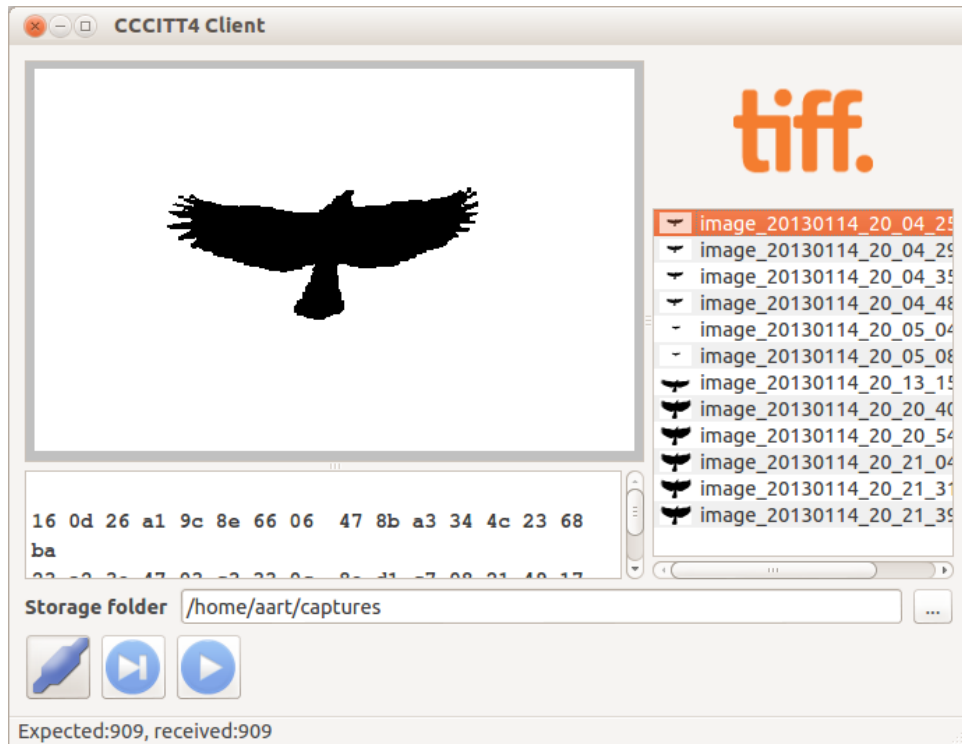 CCCITT4 Client
tiff.
image_20130114_20_04_25
image_20130114_20_04_29
image_20130114_20_04_35
image_20130114_20_04_48
image_20130114_20_05_04
image_20130114_20_05_08
image_20130114_20_13_15
image_20130114_20_20_40
image_20130114_20_20_54
image_20130114_20_21_04
image_20130114_20_21_31
image_20130114_20_21_39
16 0d 26 a1 9c 8e 66 06 47 8b a3 34 4c 23 68
ba
Storage folder /home/aart/captures ...
Expected:909, received:909